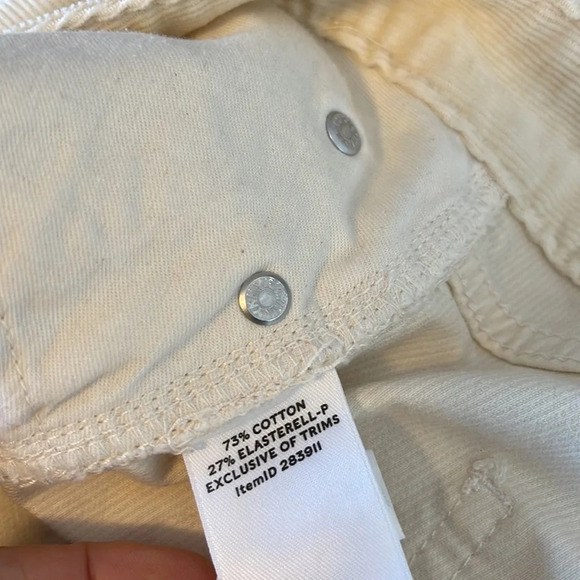 73% COTTON
27% ELASTERELL-P
EXCLUSIVE OF TRIMS
ItemID 283911